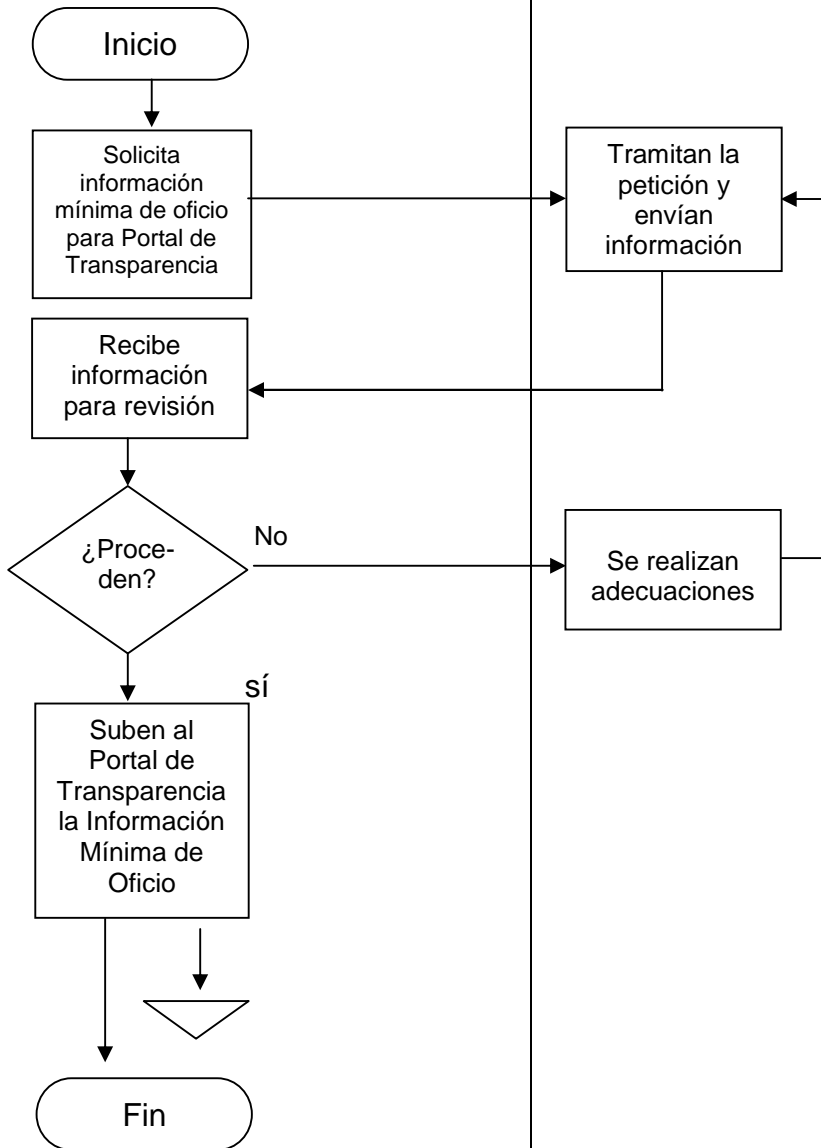 Inicio
Solicita
información
mínima de oficio
para Portal de
Transparencia
Tramitan la
petición y
envían
información
Recibe
información
para revisión
¿Proce-
den?
No
Se realizan
adecuaciones
sí
Suben al
Portal de
Transparencia
la Información
Mínima de
Oficio
Fin